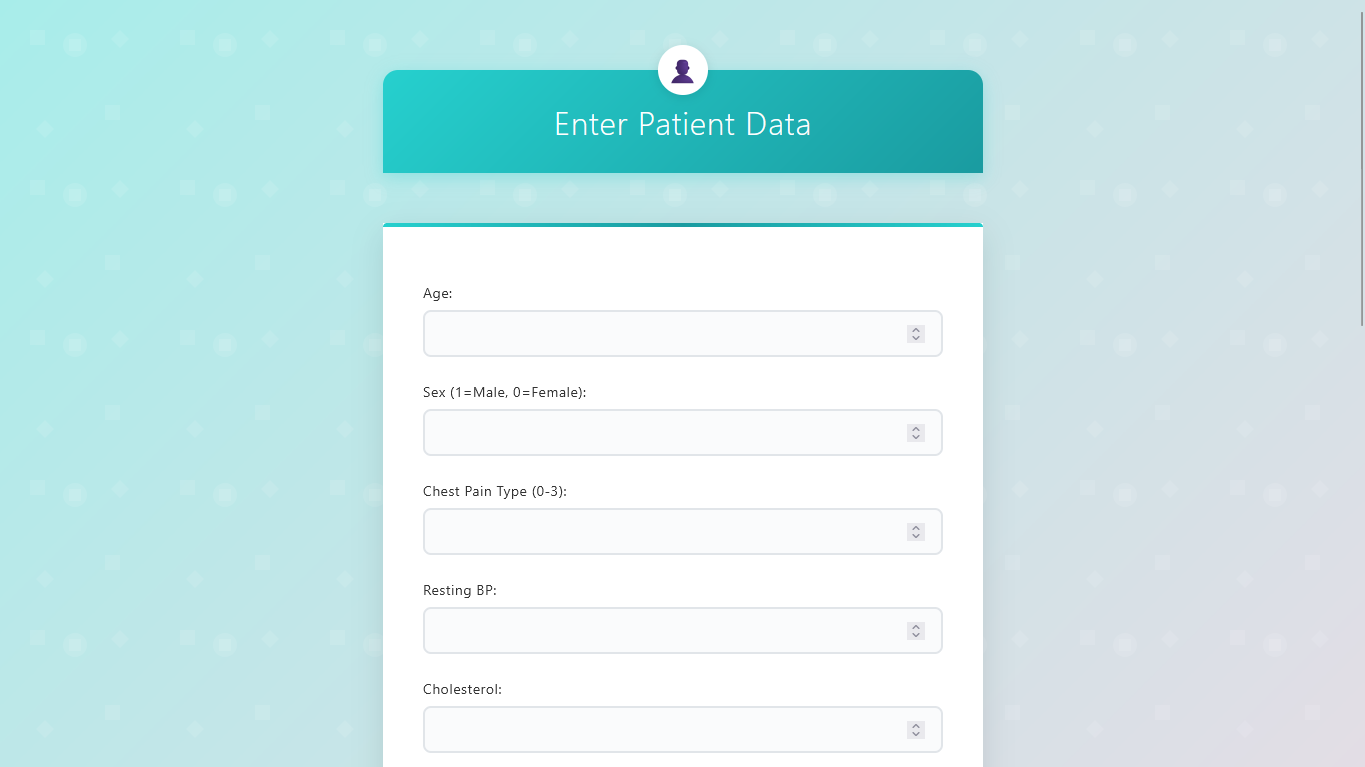 Enter Patient Data
Age:
Sex (1=Male, 0=Female):
Chest Pain Type (0-3):
Resting BP:
Cholesterol: